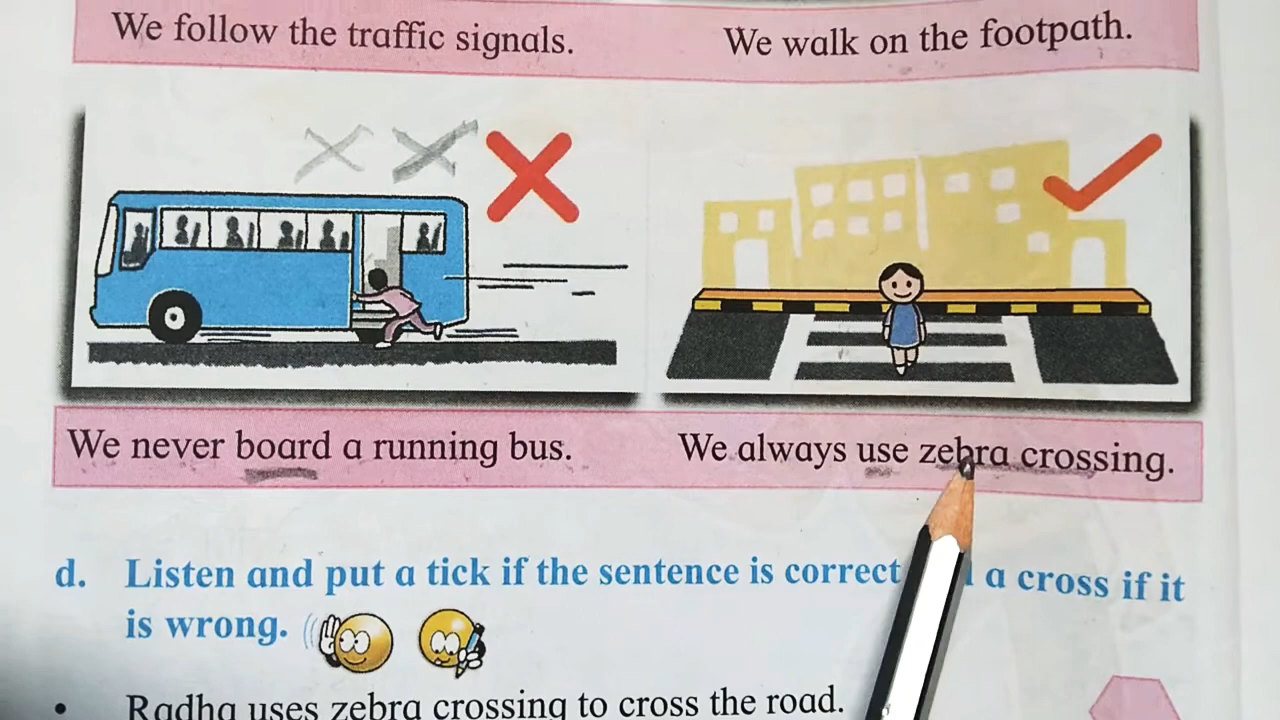 We follow the traffic signals.
We walk on the footpath.
We never board a running bus.
We always use zebra crossing.
d. Listen and put a tick if the sentence is correct a cross if it
is wrong.
• Radha uses zebra crossing to cross the road.